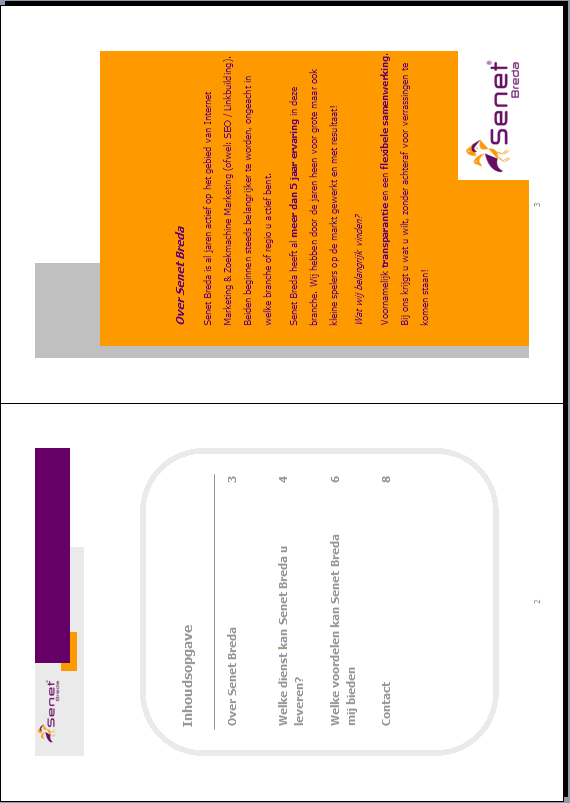 Senet
Breda
Inhoudsopgave
Over Senet Breda 3
Welke dienst kan Senet Breda u 4
leveren?
Welke voordelen kan Senet Breda 6
mij bieden
Contact 8
2
Senet
Breda
Over Senet Breda
Senet Breda is al jaren actief op het gebied van Internet
Marketing & Zoekmachine Marketing (ofwel: SEO / Linkbuilding).
Beiden beginnen steeds belangrijker te worden, ongeacht in
welke branche of regio u actief bent.
Senet Breda heeft al meer dan 5 jaar ervaring in deze
branche. Wij hebben door de jaren heen voor grote maar ook
kleine spelers op de markt gewerkt en met resultaat!
Wat wij belangrijk vinden?
Voornamelijk transparantie en een flexibele samenwerking.
Bij ons krijgt u wat u wilt, zonder achteraf voor verrassingen te
komen staan!
3